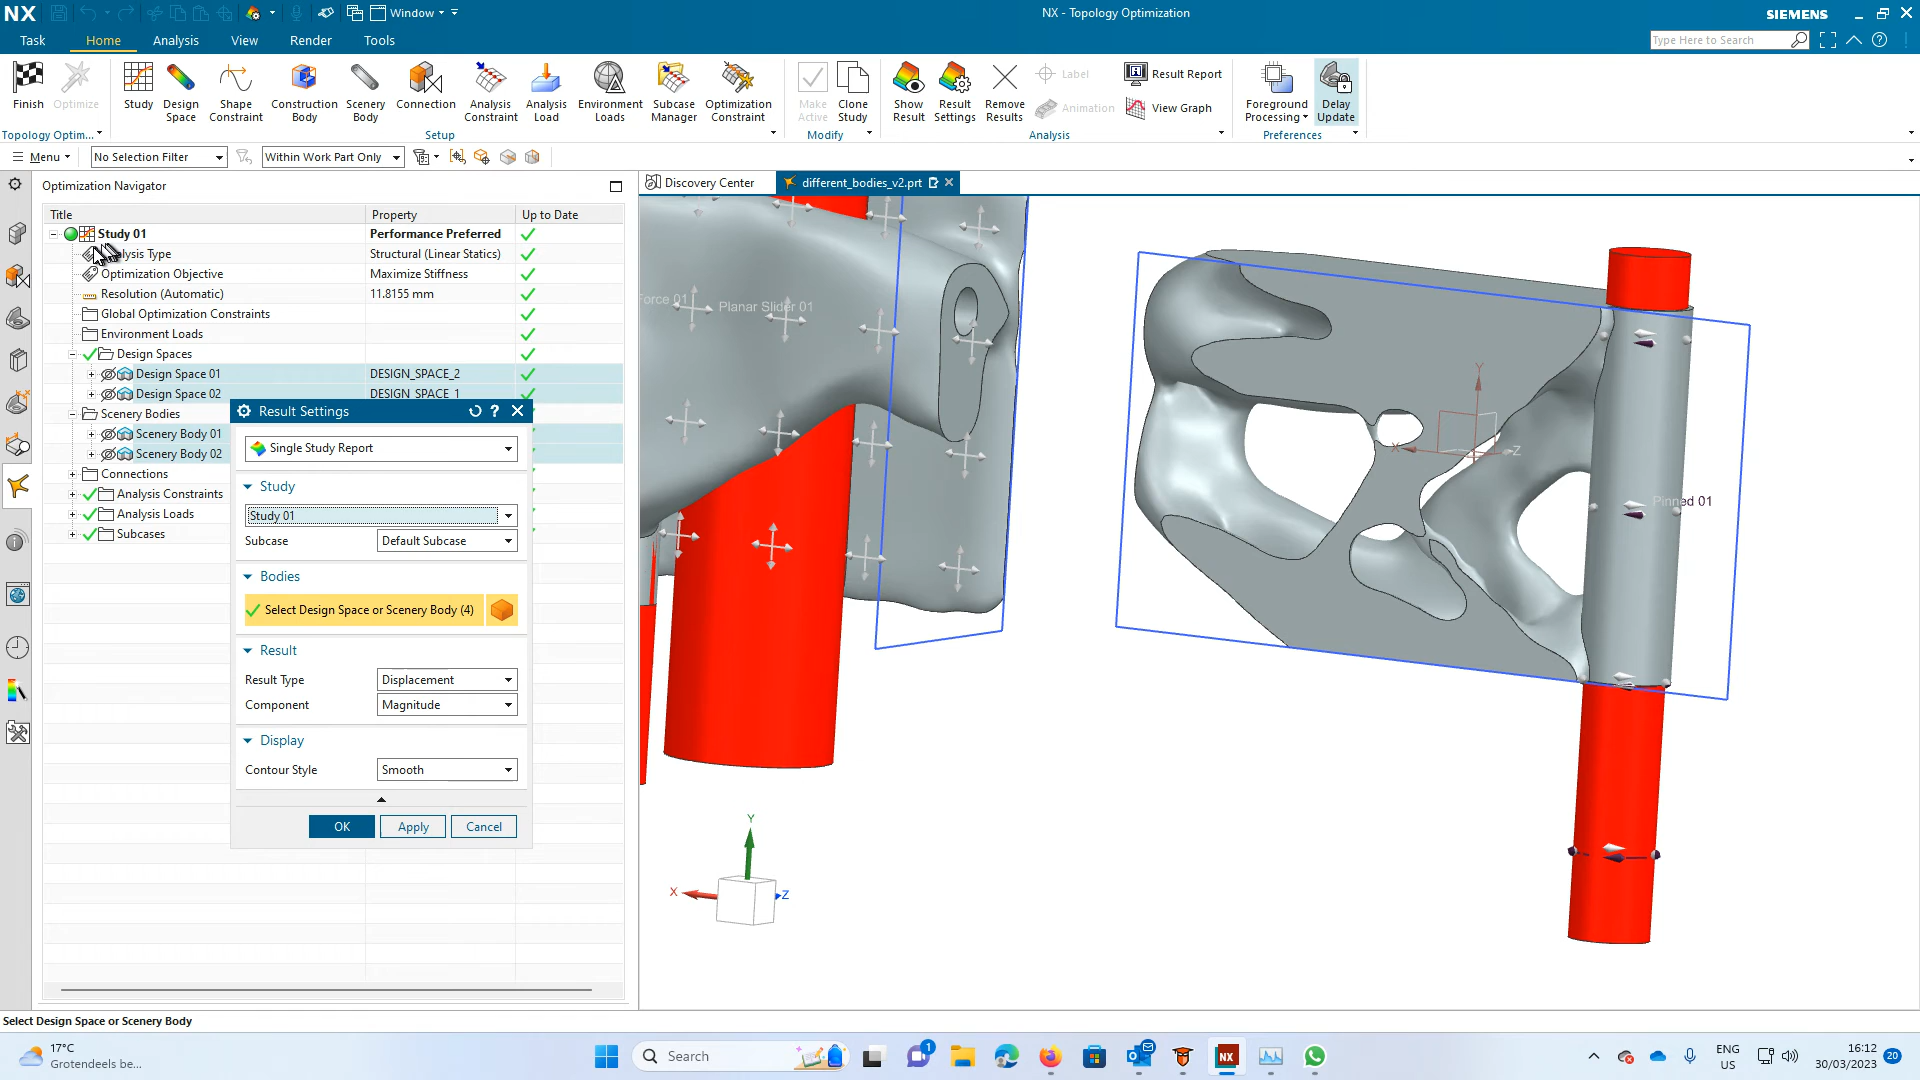 NX
Window
NX - Topology Optimization
SIEMENS
Task
Home
Analysis
View
Render
Tools
Type Here to Search
Finish
Optimize
Study
Design Space
Shape Constraint
Construction Body
Scenery Body
Connection
Analysis Constraint
Analysis Load
Environment Loads
Subcase Manager
Optimization Constraint
Make Active
Clone Study
Show Result
Result Settings
Remove Results
Label
Animation
Result Report
View Graph
Foreground Processing
Delay Update
Topology Optim...
Setup
Modify
Analysis
Preferences
Menu
No Selection Filter
Within Work Part Only
Optimization Navigator
Discovery Center
different_bodies_v2.prt
Title Property Up to Date
Study 01 Performance Preferred
lysis Type Structural (Linear Statics)
Optimization Objective Maximize Stiffness
Resolution (Automatic) 11.8155 mm
Global Optimization Constraints
Environment Loads
Design Spaces
Design Space 01 DESIGN_SPACE_2
Design Space 02 DESIGN_SPACE_1
Scenery Bodies
Scenery Body 01
Scenery Body 02
Connections
Analysis Constraints
Analysis Loads
Subcases
Result Settings
?
Single Study Report
Study
Study 01
Subcase Default Subcase
Bodies
Select Design Space or Scenery Body (4)
Result
Result Type Displacement
Component Magnitude
Display
Contour Style Smooth
OK Apply Cancel
Force 01
Planar Slider 01
Pinned 01
Y
X
Z
Y
X
Z
Select Design Space or Scenery Body
17°C
Grotendeels be...
Search
1
NX
ENG
US
16:12
30/03/2023
20